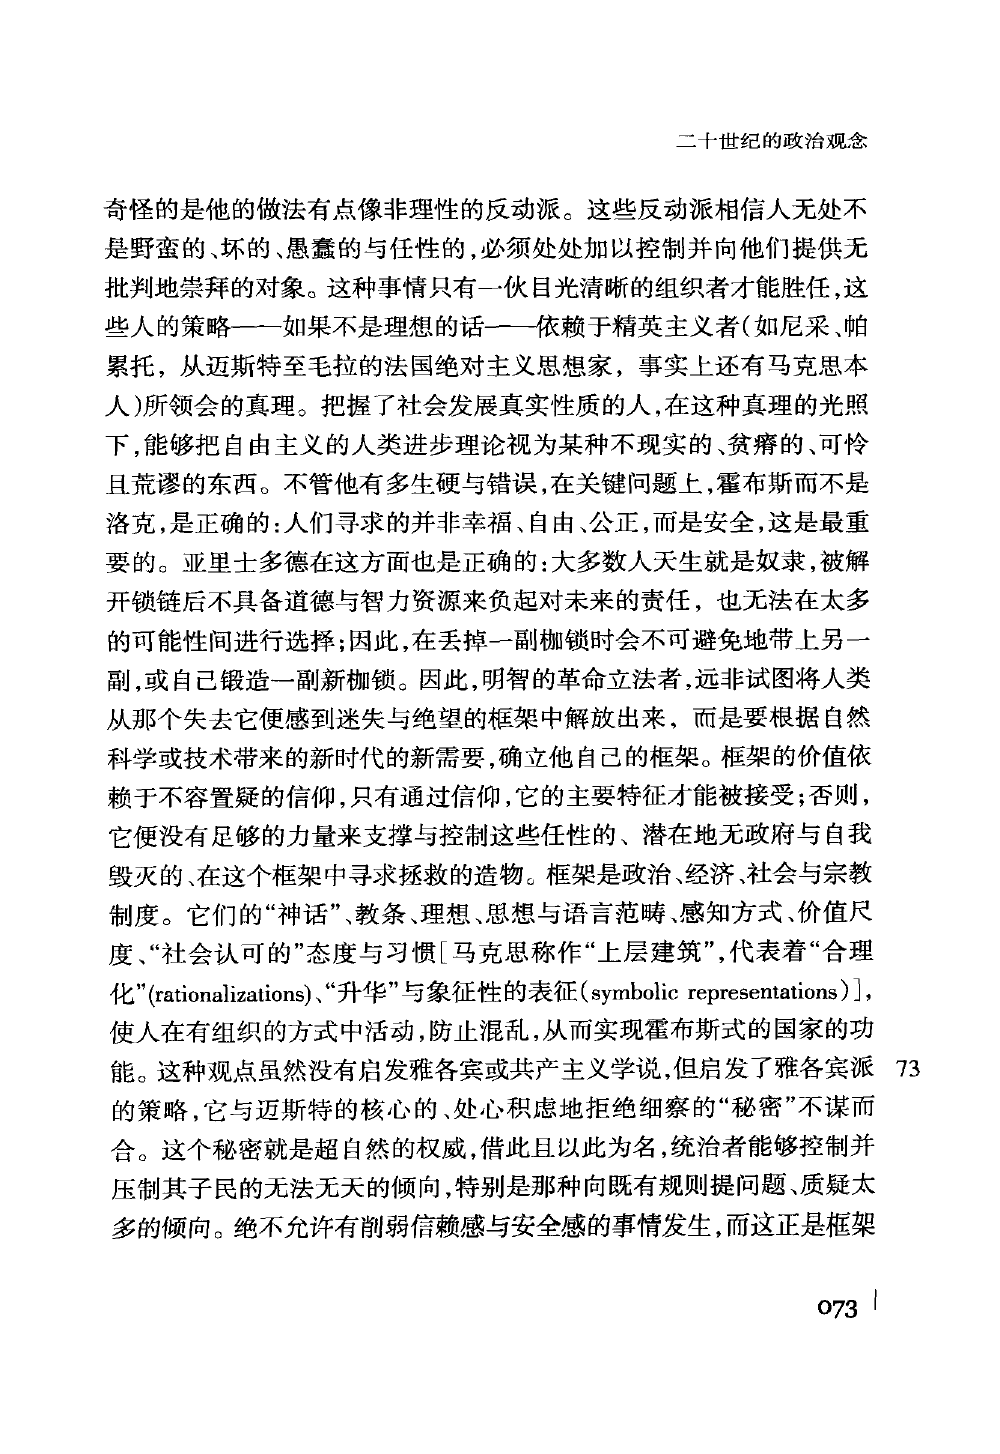 二十世纪的政治观念
奇怪的是他的做法有点像非理性的反动派。这些反动派相信人无处不
是野蛮的、坏的、愚蠢的与任性的,必须处处加以控制并向他们提供无
批判地崇拜的对象。这种事情只有一伙目光清晰的组织者才能胜任,这
些人的策略——如果不是理想的话——依赖于精英主义者(如尼采、帕
累托，从迈斯特至毛拉的法国绝对主义思想家，事实上还有马克思本
人)所领会的真理。把握了社会发展真实性质的人,在这种真理的光照
下,能够把自由主义的人类进步理论视为某种不现实的、贫瘠的、可怜
且荒谬的东西。不管他有多生硬与错误,在关键问题上,霍布斯而不是
洛克,是正确的:人们寻求的并非幸福、自由、公正,而是安全,这是最重
要的。亚里士多德在这方面也是正确的:大多数人天生就是奴隶,被解
开锁链后不具备道德与智力资源来负起对未来的责任，也无法在太多
的可能性间进行选择;因此,在丢掉一副枷锁时会不可避免地带上另一
副,或自己锻造一副新枷锁。因此,明智的革命立法者,远非试图将人类
从那个失去它便感到迷失与绝望的框架中解放出来，而是要根据自然
科学或技术带来的新时代的新需要,确立他自己的框架。框架的价值依
赖于不容置疑的信仰,只有通过信仰,它的主要特征才能被接受;否则，
它便没有足够的力量来支撑与控制这些任性的、潜在地无政府与自我
毁灭的、在这个框架中寻求拯救的造物。框架是政治、经济、社会与宗教
制度。它们的“神话”、教条、理想、思想与语言范畴、感知方式、价值尺
度、“社会认可的”态度与习惯[马克思称作“上层建筑”,代表着“合理
化”(rationalizations)、“升华”与象征性的表征(symbolic representations)]，
使人在有组织的方式中活动,防止混乱,从而实现霍布斯式的国家的功
能。这种观点虽然没有启发雅各宾或共产主义学说,但启发了雅各宾派 73
的策略,它与迈斯特的核心的、处心积虑地拒绝细察的“秘密”不谋而
合。这个秘密就是超自然的权威,借此且以此为名,统治者能够控制并
压制其子民的无法无天的倾向,特别是那种向既有规则提问题、质疑太
多的倾向。绝不允许有削弱信赖感与安全感的事情发生,而这正是框架
073